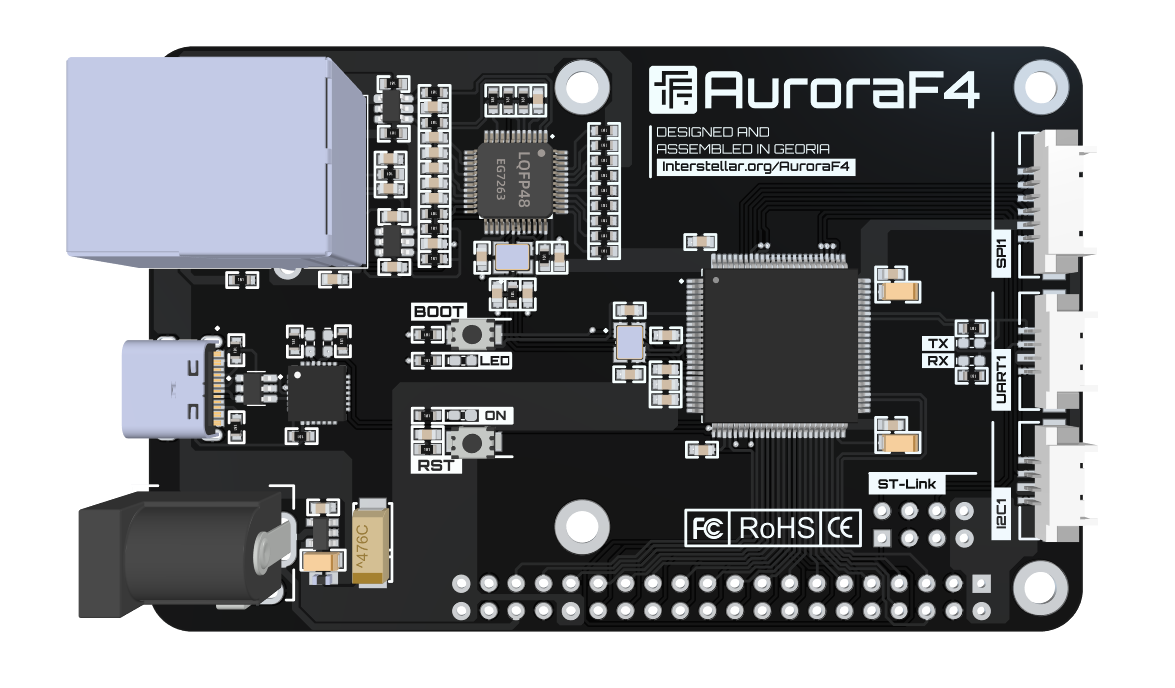 AuroraF4
DESIGNED AND
ASSEMBLED IN GEORIA
Interstellar.org/AuroraF4
LQFP48
EG7263
SPI1
BOOT
LED
TX
RX
UART1
ON
RST
ST-Link
I2C1
FC RoHS CE
^476C